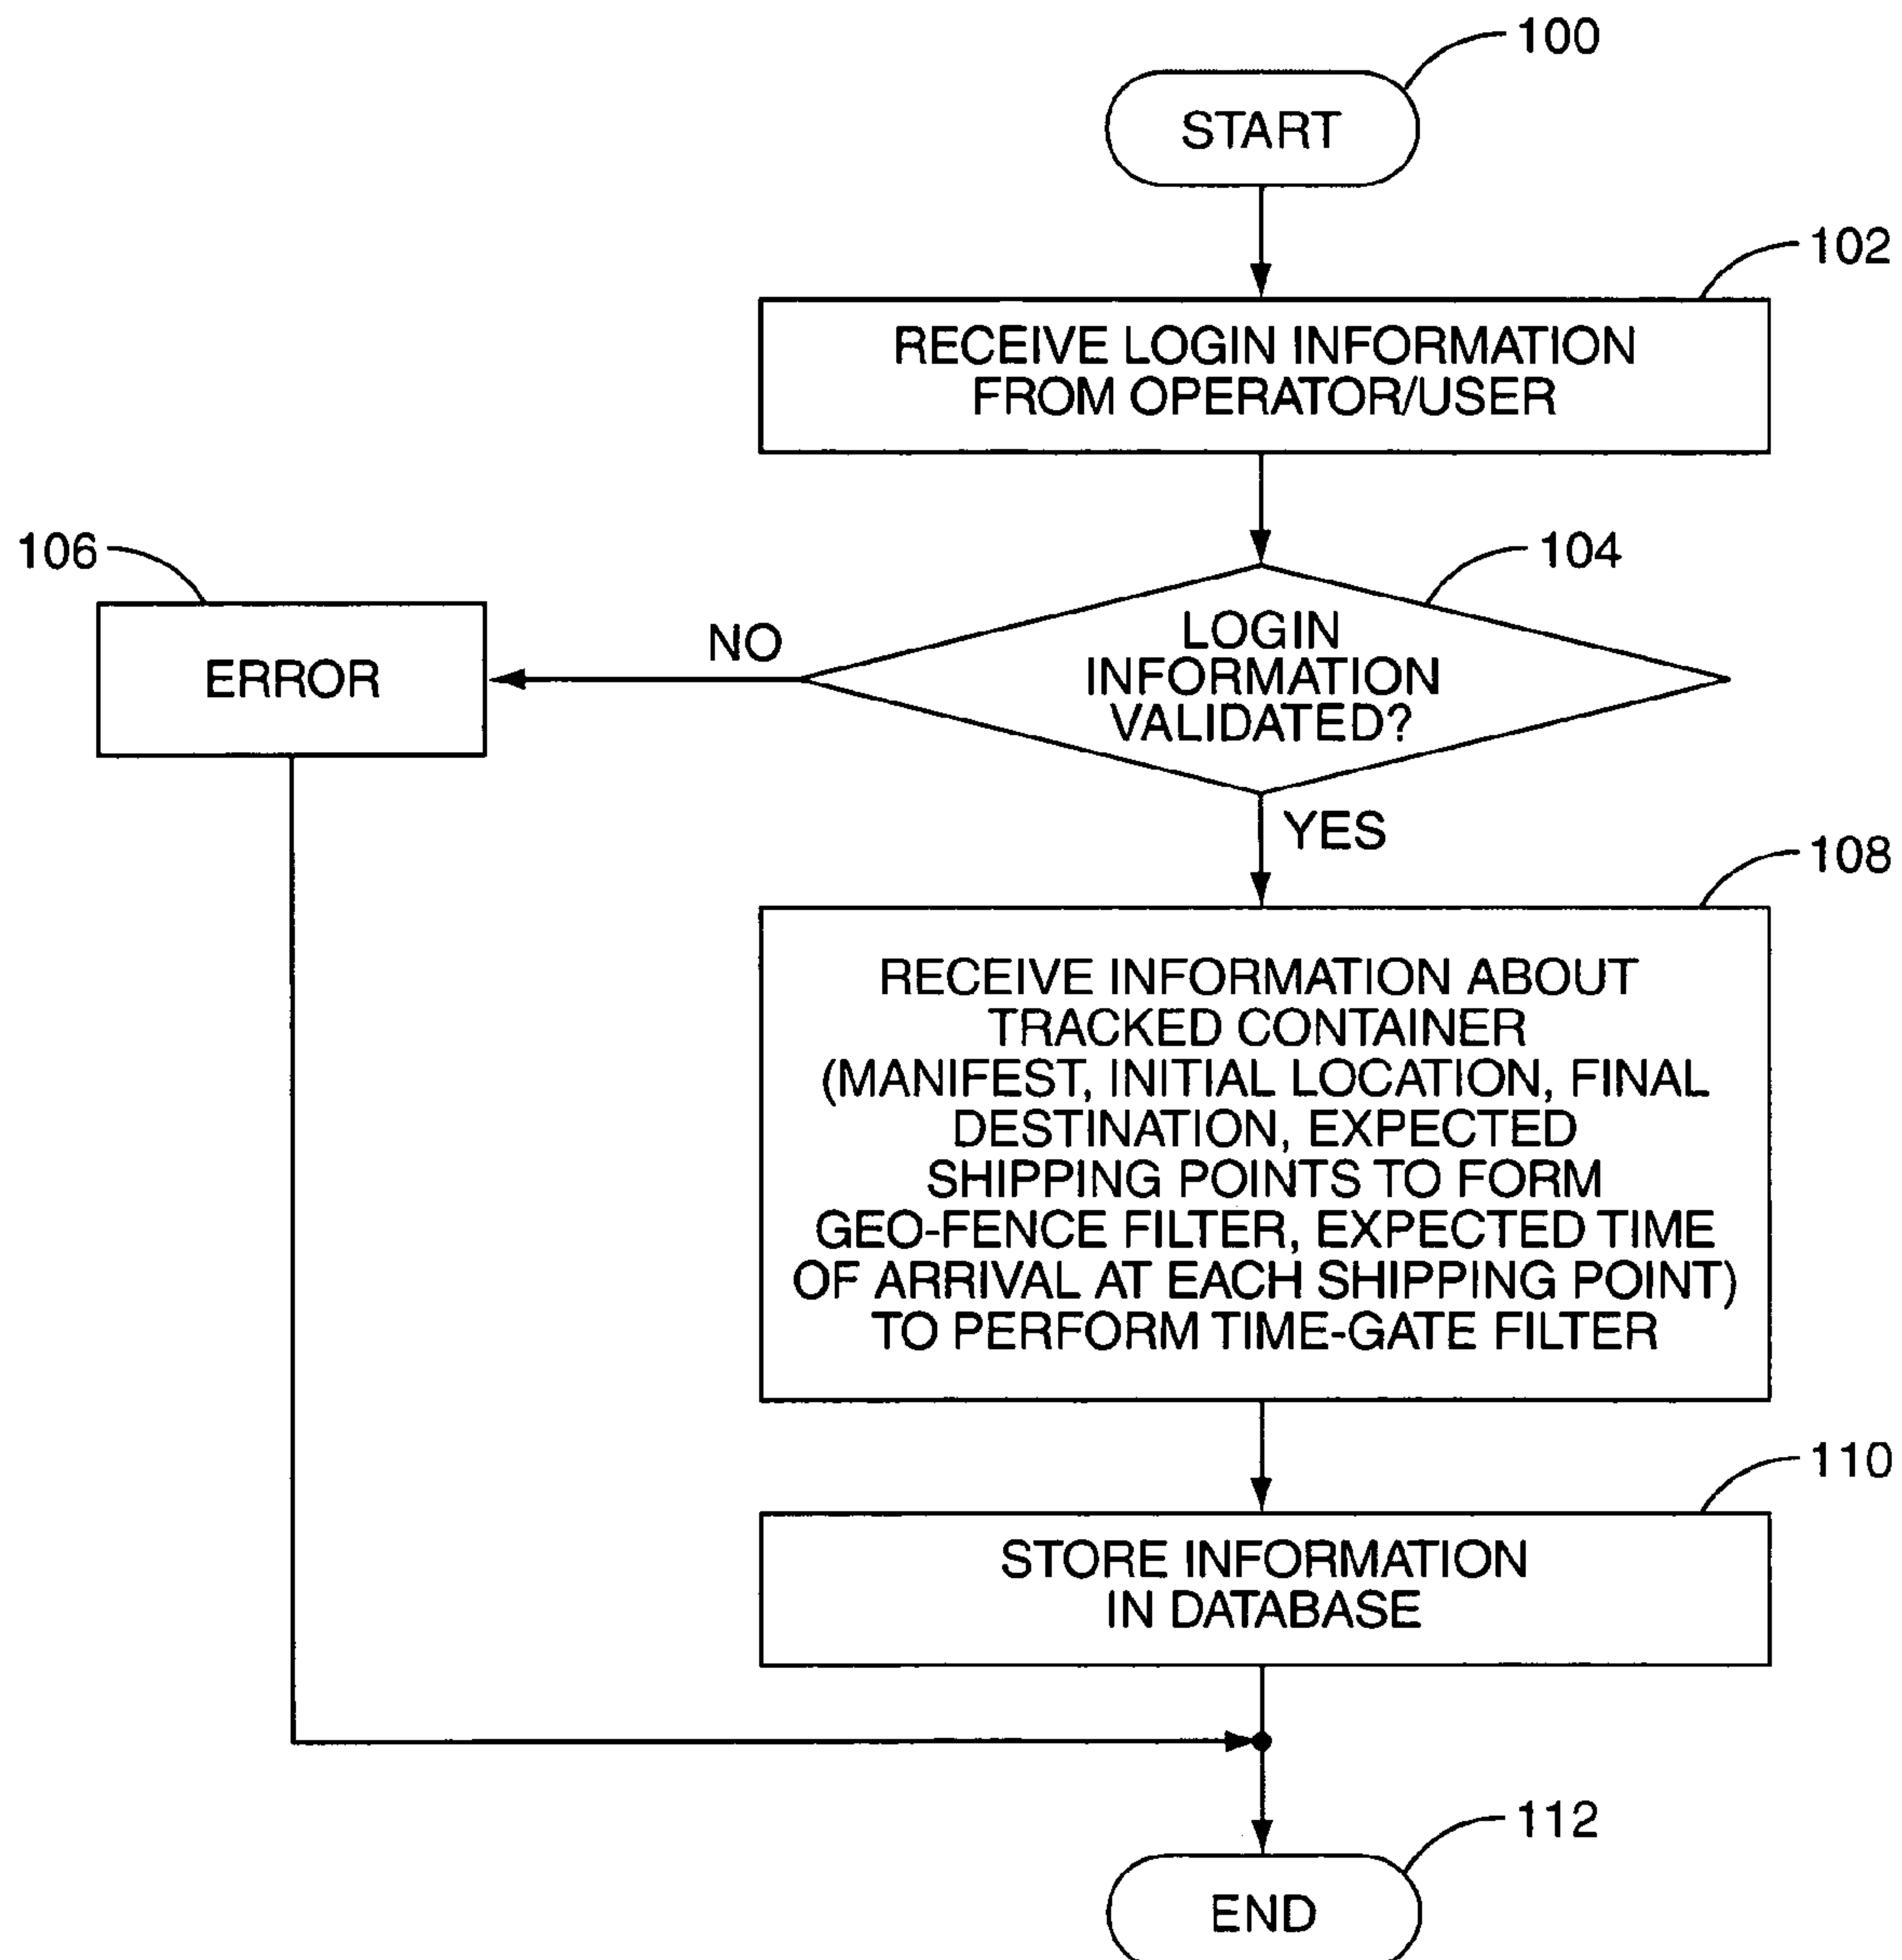 100
START
102
RECEIVE LOGIN INFORMATION
FROM OPERATOR/USER
106
104
ERROR
NO
LOGIN
INFORMATION
VALIDATED?
YES
108
RECEIVE INFORMATION ABOUT
TRACKED CONTAINER
(MANIFEST, INITIAL LOCATION, FINAL
DESTINATION, EXPECTED
SHIPPING POINTS TO FORM
GEO-FENCE FILTER, EXPECTED TIME
OF ARRIVAL AT EACH SHIPPING POINT)
TO PERFORM TIME-GATE FILTER
110
STORE INFORMATION
IN DATABASE
112
END